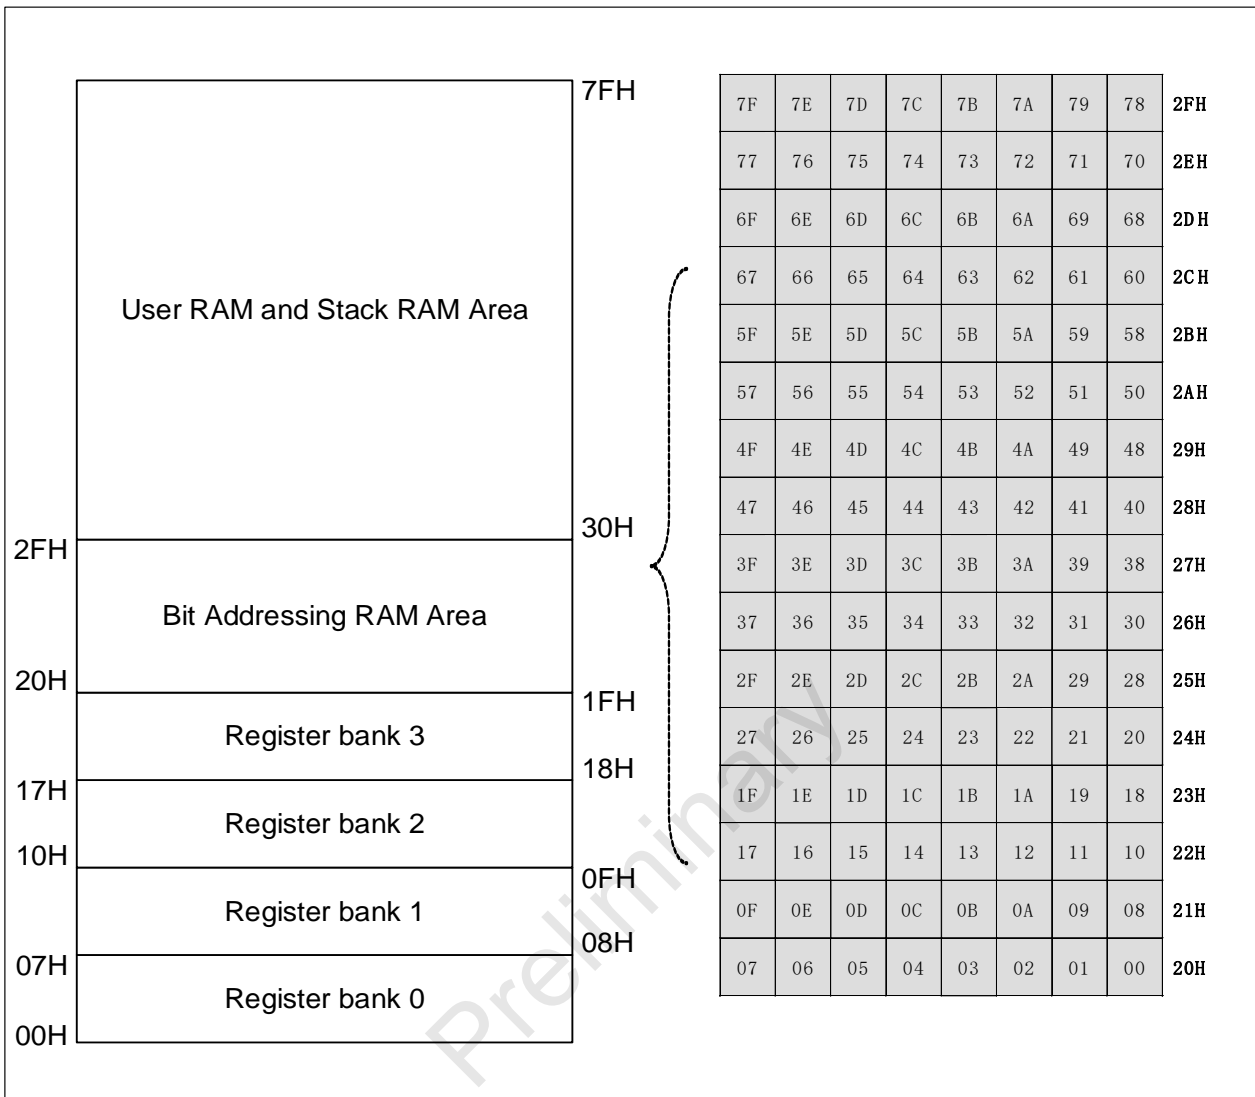 7FH
User RAM and Stack RAM Area
30H
2FH
Bit Addressing RAM Area
20H
1FH
Register bank 3
18H
17H
Register bank 2
10H
0FH
Register bank 1
08H
07H
Register bank 0
00H
7F 7E 7D 7C 7B 7A 79 78 2FH
77 76 75 74 73 72 71 70 2EH
6F 6E 6D 6C 6B 6A 69 68 2DH
67 66 65 64 63 62 61 60 2CH
5F 5E 5D 5C 5B 5A 59 58 2BH
57 56 55 54 53 52 51 50 2AH
4F 4E 4D 4C 4B 4A 49 48 29H
47 46 45 44 43 42 41 40 28H
3F 3E 3D 3C 3B 3A 39 38 27H
37 36 35 34 33 32 31 30 26H
2F 2E 2D 2C 2B 2A 29 28 25H
27 26 25 24 23 22 21 20 24H
1F 1E 1D 1C 1B 1A 19 18 23H
17 16 15 14 13 12 11 10 22H
0F 0E 0D 0C 0B 0A 09 08 21H
07 06 05 04 03 02 01 00 20H
Preliminary